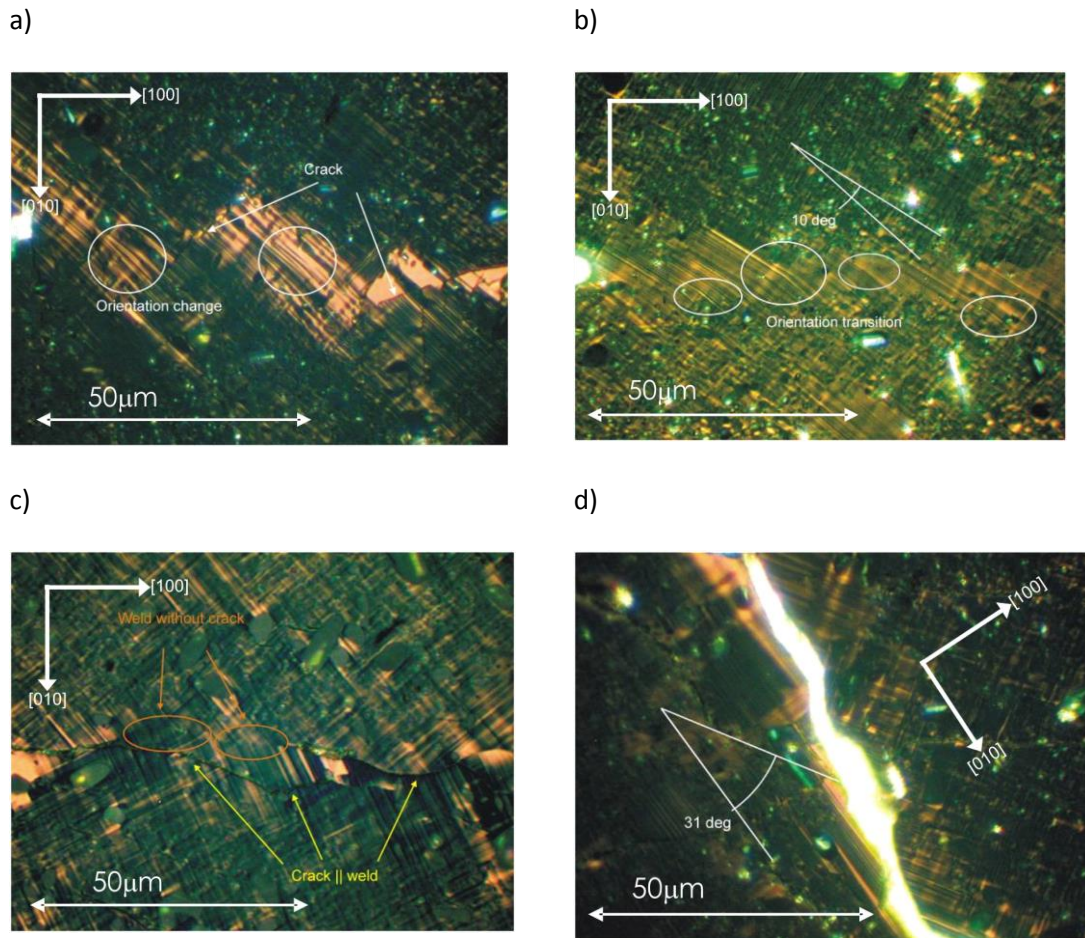 a)
[100]
[010]
Crack
Orientation change
50µm
b)
[100]
[010]
10 deg
Orientation transition
50µm
c)
[100]
[010]
Weld without crack
Crack || weld
50µm
d)
[100]
[010]
31 deg
50µm